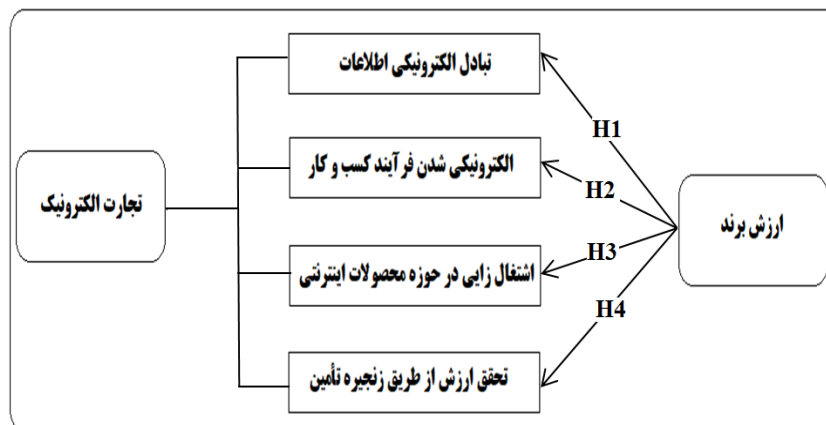 تبادل الکترونیکی اطلاعات
H1
الکترونیکی شدن فرآیند کسب و کار
H2
ارزش برند
تجارت الکترونیک
H3
اشتغال زایی در حوزه محصولات اینترنتی
H4
تحقق ارزش از طریق زنجیره تأمین